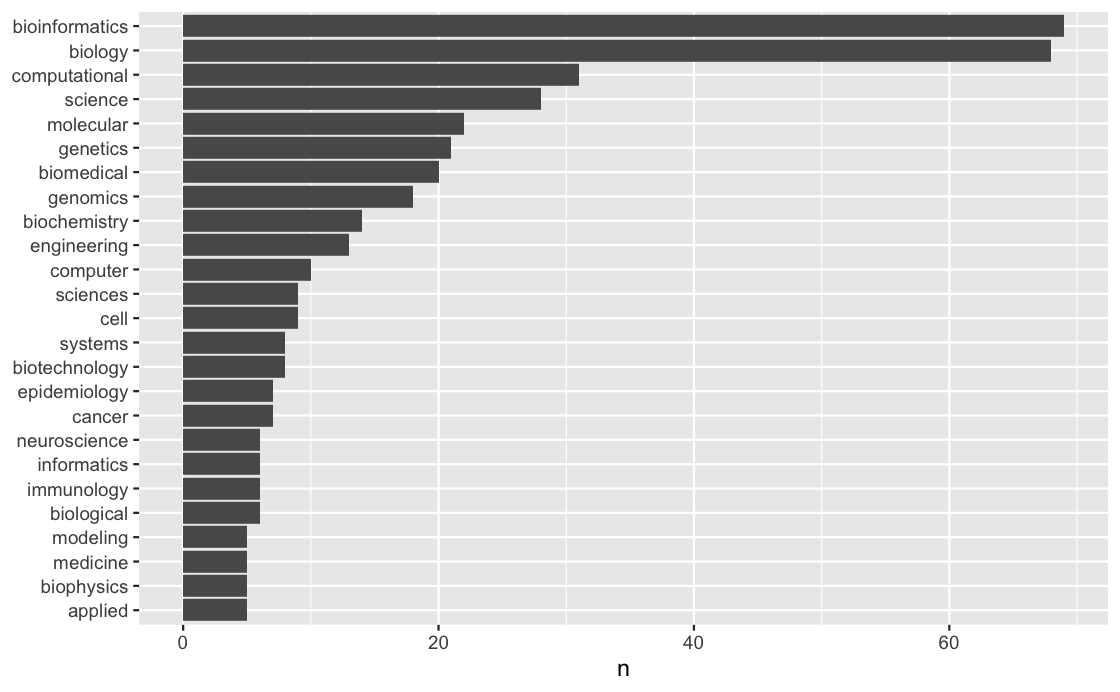 bioinformatics
biology
computational
science
molecular
genetics
biomedical
genomics
biochemistry
engineering
computer
sciences
cell
systems
biotechnology
epidemiology
cancer
neuroscience
informatics
immunology
biological
modeling
medicine
biophysics
applied
0 20 40 60
n